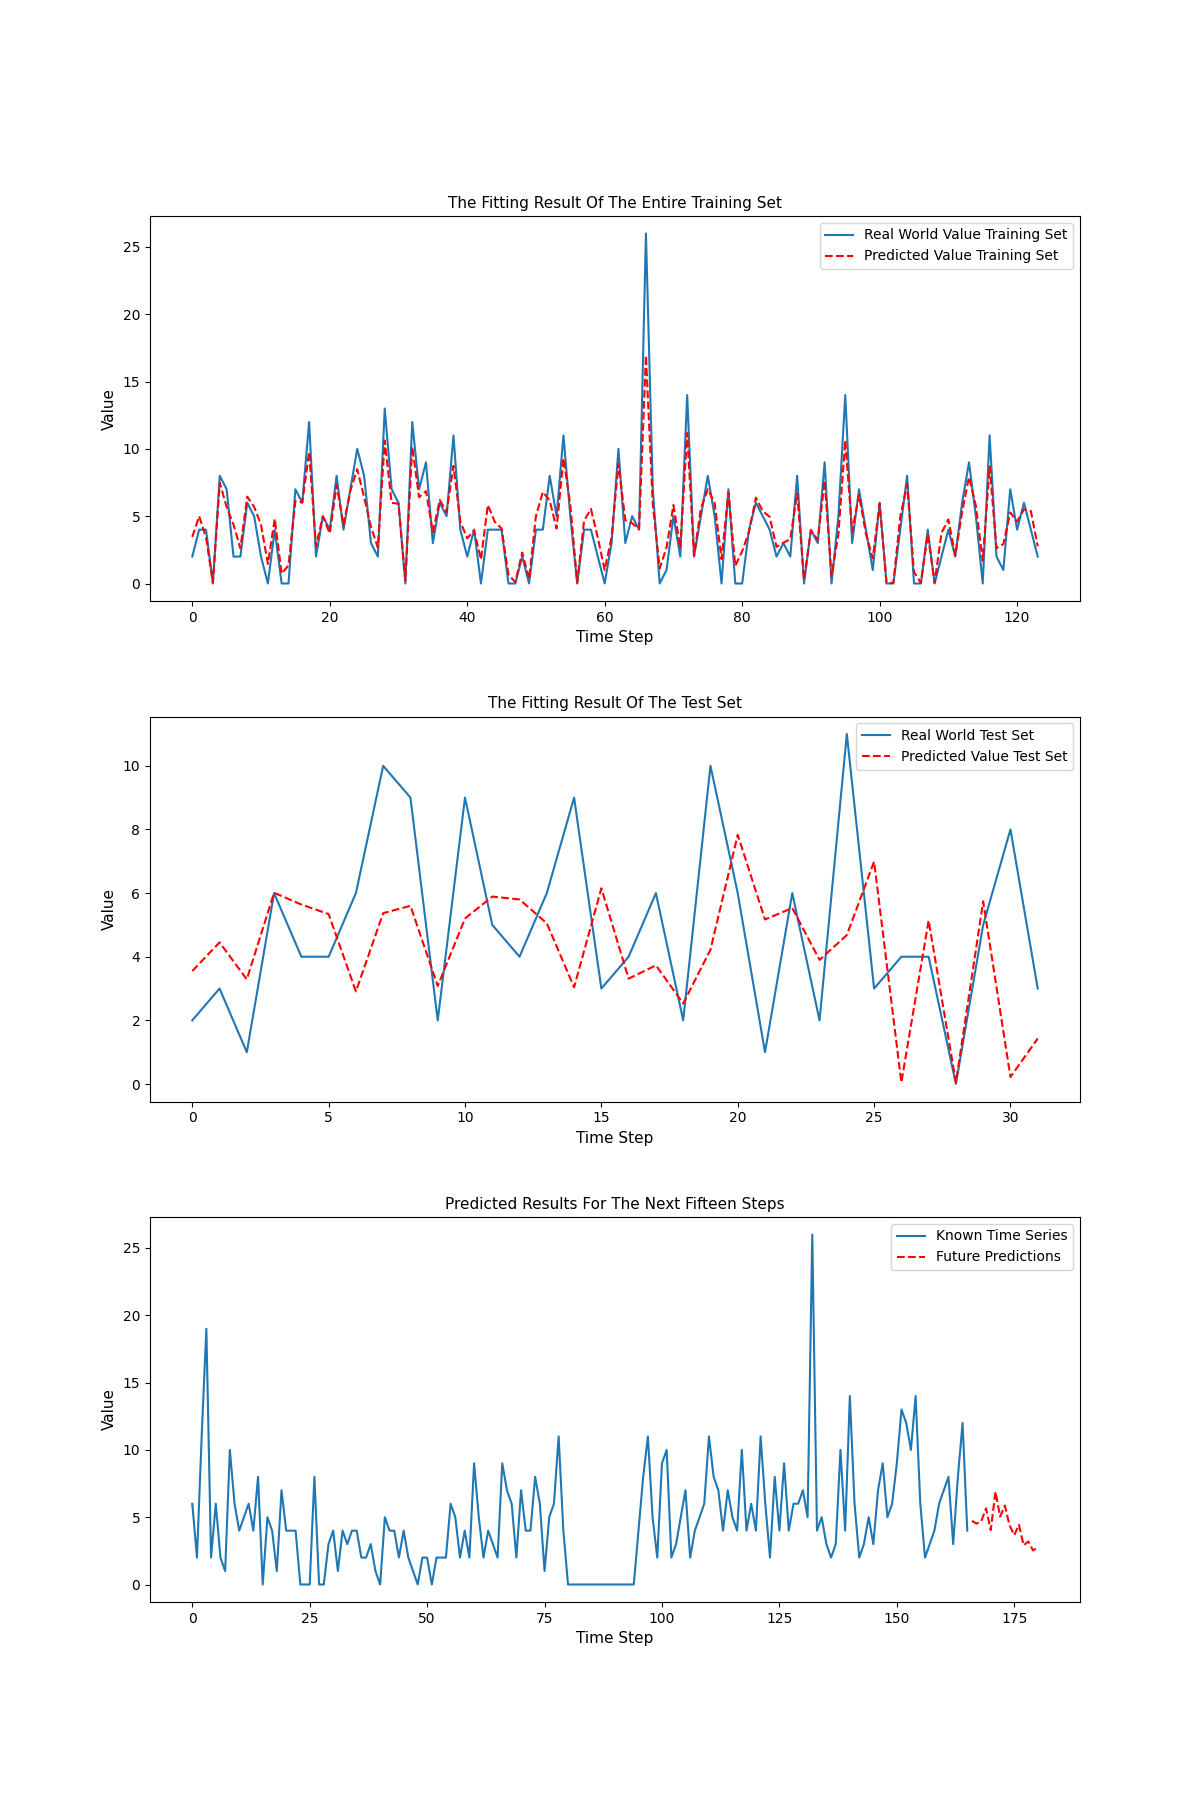 The Fitting Result Of The Entire Training Set
Real World Value Training Set
Predicted Value Training Set
25
20
15
10
5
0
Value
0 20 40 60 80 100 120
Time Step
The Fitting Result Of The Test Set
Real World Test Set
Predicted Value Test Set
10
8
6
4
2
0
Value
0 5 10 15 20 25 30
Time Step
Predicted Results For The Next Fifteen Steps
Known Time Series
Future Predictions
25
20
15
10
5
0
Value
0 25 50 75 100 125 150 175
Time Step